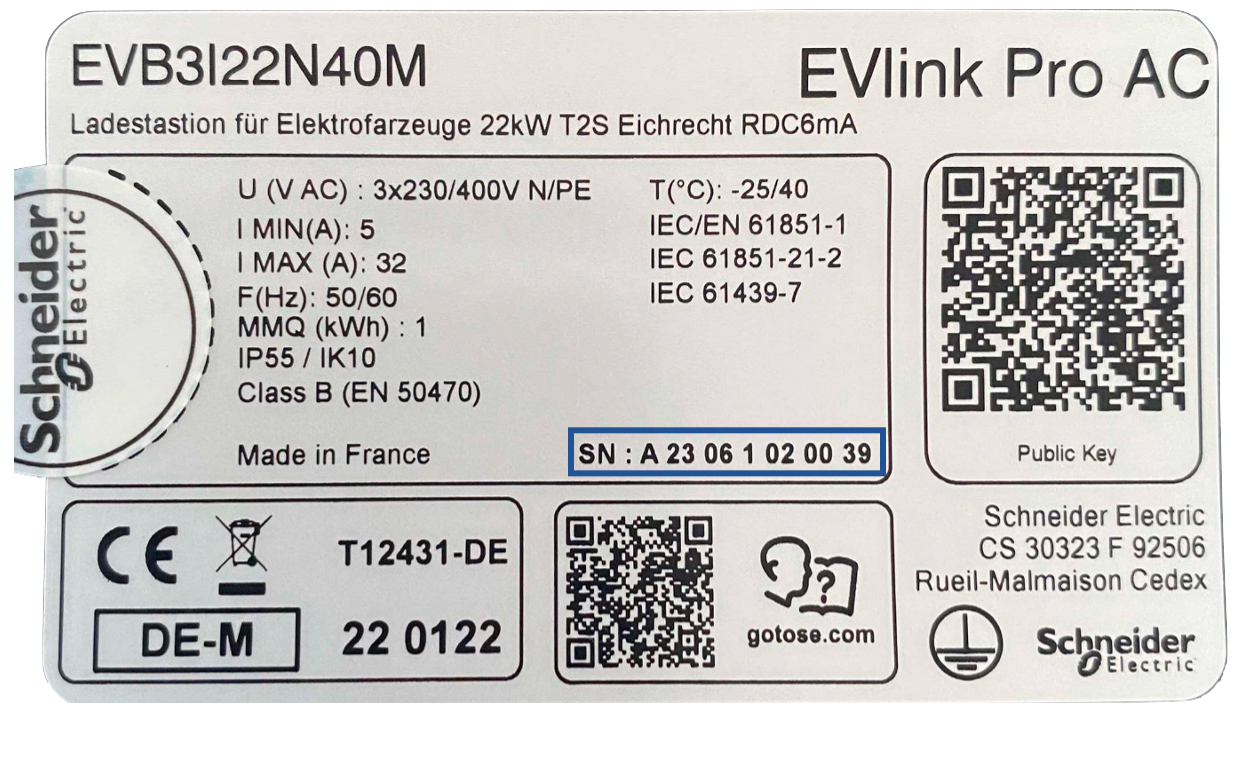 EVB3I22N40M
EVlink Pro AC
Ladestastion für Elektrofarzeuge 22kW T2S Eichrecht RDC6mA
Schneider
Electric
U (V AC) : 3x230/400V N/PE
I MIN(A): 5
I MAX (A): 32
F(Hz): 50/60
MMQ (kWh) : 1
IP55 / IK10
Class B (EN 50470)
Made in France
T(°C): -25/40
IEC/EN 61851-1
IEC 61851-21-2
IEC 61439-7
SN : A 23 06 1 02 00 39
Public Key
CE
T12431-DE
DE-M
22 0122
?
gotose.com
Schneider Electric
CS 30323 F 92506
Rueil-Malmaison Cedex
Schneider
Electric